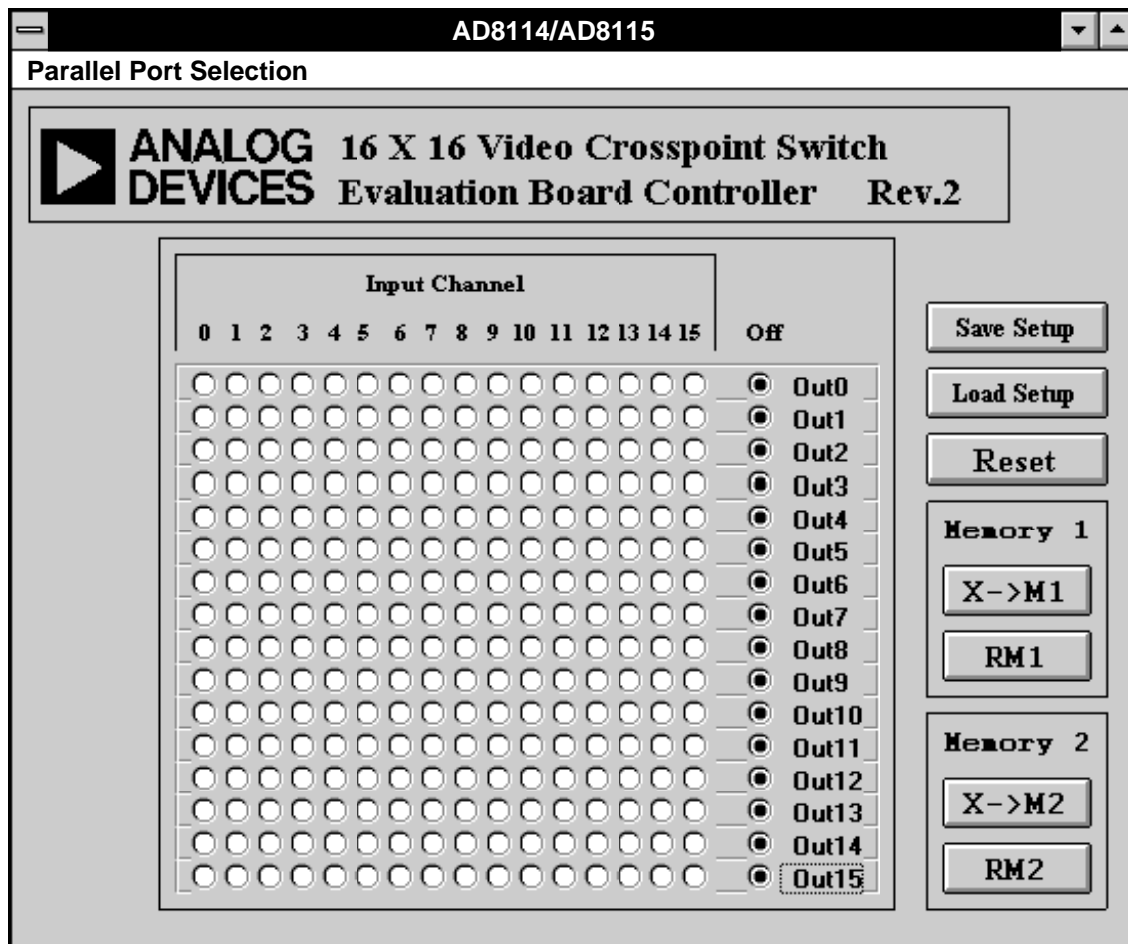 AD8114/AD8115
Parallel Port Selection
ANALOG DEVICES
16 X 16 Video Crosspoint Switch
Evaluation Board Controller Rev.2
Input Channel
0 1 2 3 4 5 6 7 8 9 10 11 12 13 14 15 Off
Out0
Out1
Out2
Out3
Out4
Out5
Out6
Out7
Out8
Out9
Out10
Out11
Out12
Out13
Out14
Out15
Save Setup
Load Setup
Reset
Memory 1
X->M1
RM1
Memory 2
X->M2
RM2